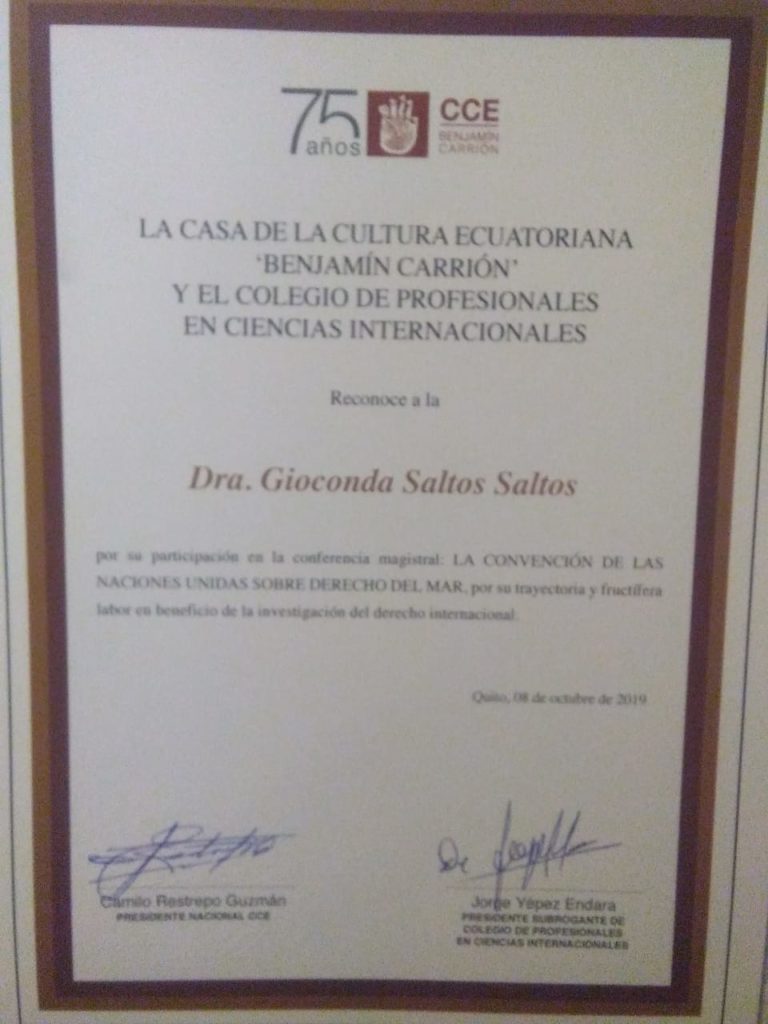 75 años
CCE
BENJAMÍN
CARRIÓN
LA CASA DE LA CULTURA ECUATORIANA
‘BENJAMÍN CARRIÓN’
Y EL COLEGIO DE PROFESIONALES
EN CIENCIAS INTERNACIONALES
Reconoce a la
Dra. Gioconda Saltos Saltos
por su participación en la conferencia magistral: LA CONVENCIÓN DE LAS
NACIONES UNIDAS SOBRE DERECHO DEL MAR, por su trayectoria y fructífera
labor en beneficio de la investigación del derecho internacional.
Quito, 08 de octubre de 2019
Camilo Restrepo Guzmán
PRESIDENTE NACIONAL CCE
Jorge Yépez Endara
PRESIDENTE SUBROGANTE DE
COLEGIO DE PROFESIONALES
EN CIENCIAS INTERNACIONALES